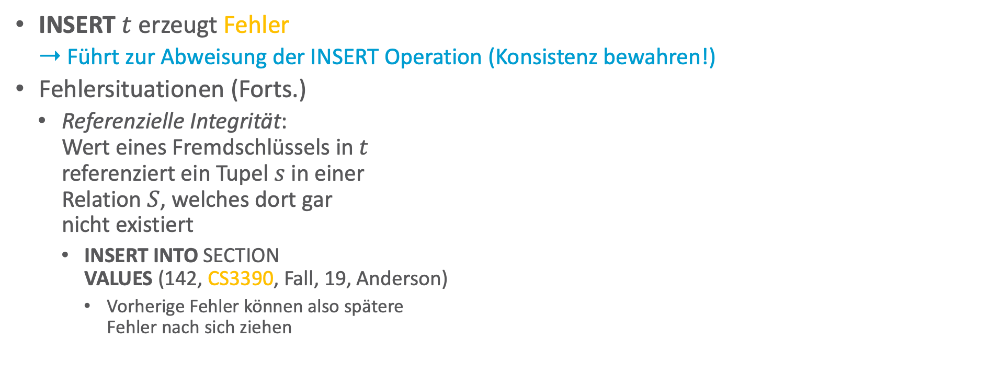 • INSERT t erzeugt Fehler
→ Führt zur Abweisung der INSERT Operation (Konsistenz bewahren!)
• Fehlersituationen (Forts.)
• Referenzielle Integrität:
Wert eines Fremdschlüssels in t
referenziert ein Tupel s in einer
Relation S, welches dort gar
nicht existiert
• INSERT INTO SECTION
VALUES (142, CS3390, Fall, 19, Anderson)
• Vorherige Fehler können also spätere
Fehler nach sich ziehen